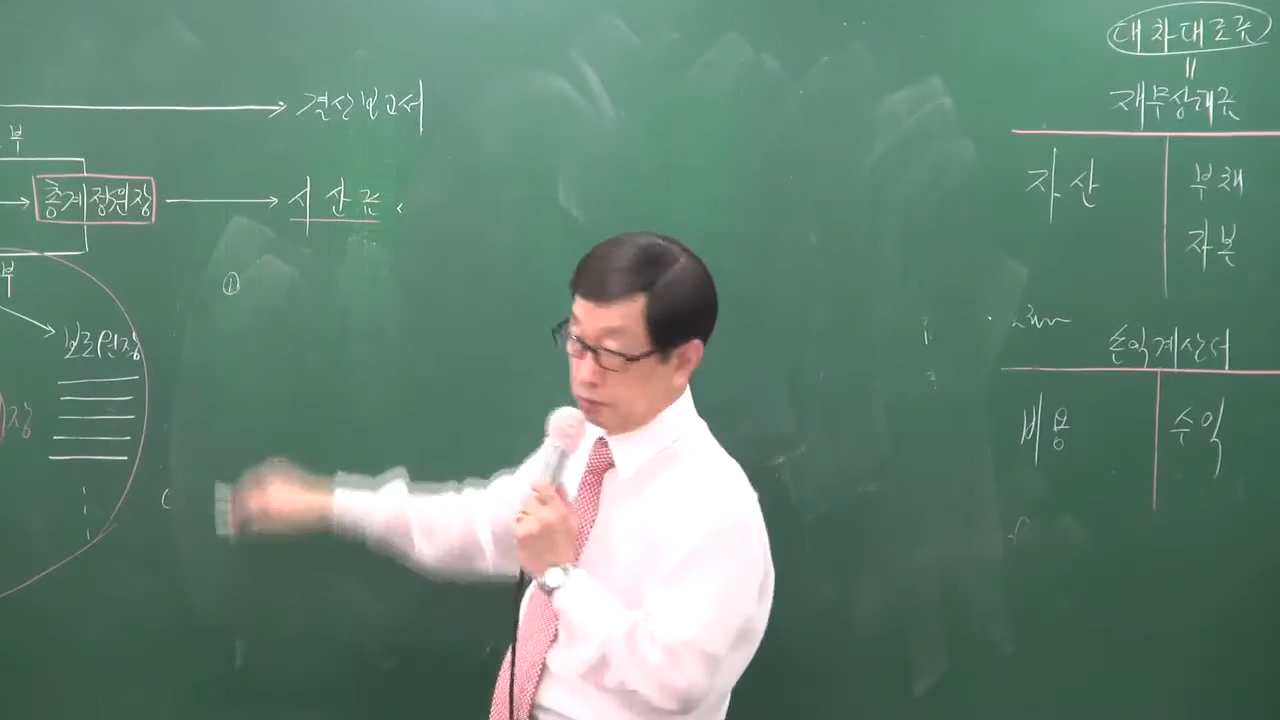 결산보고서
부
총계정원장
시산표
부
①
보조원장
장
대차대조표
=
재무상태표
자산
부채
자본
손익계산서
비용
수익